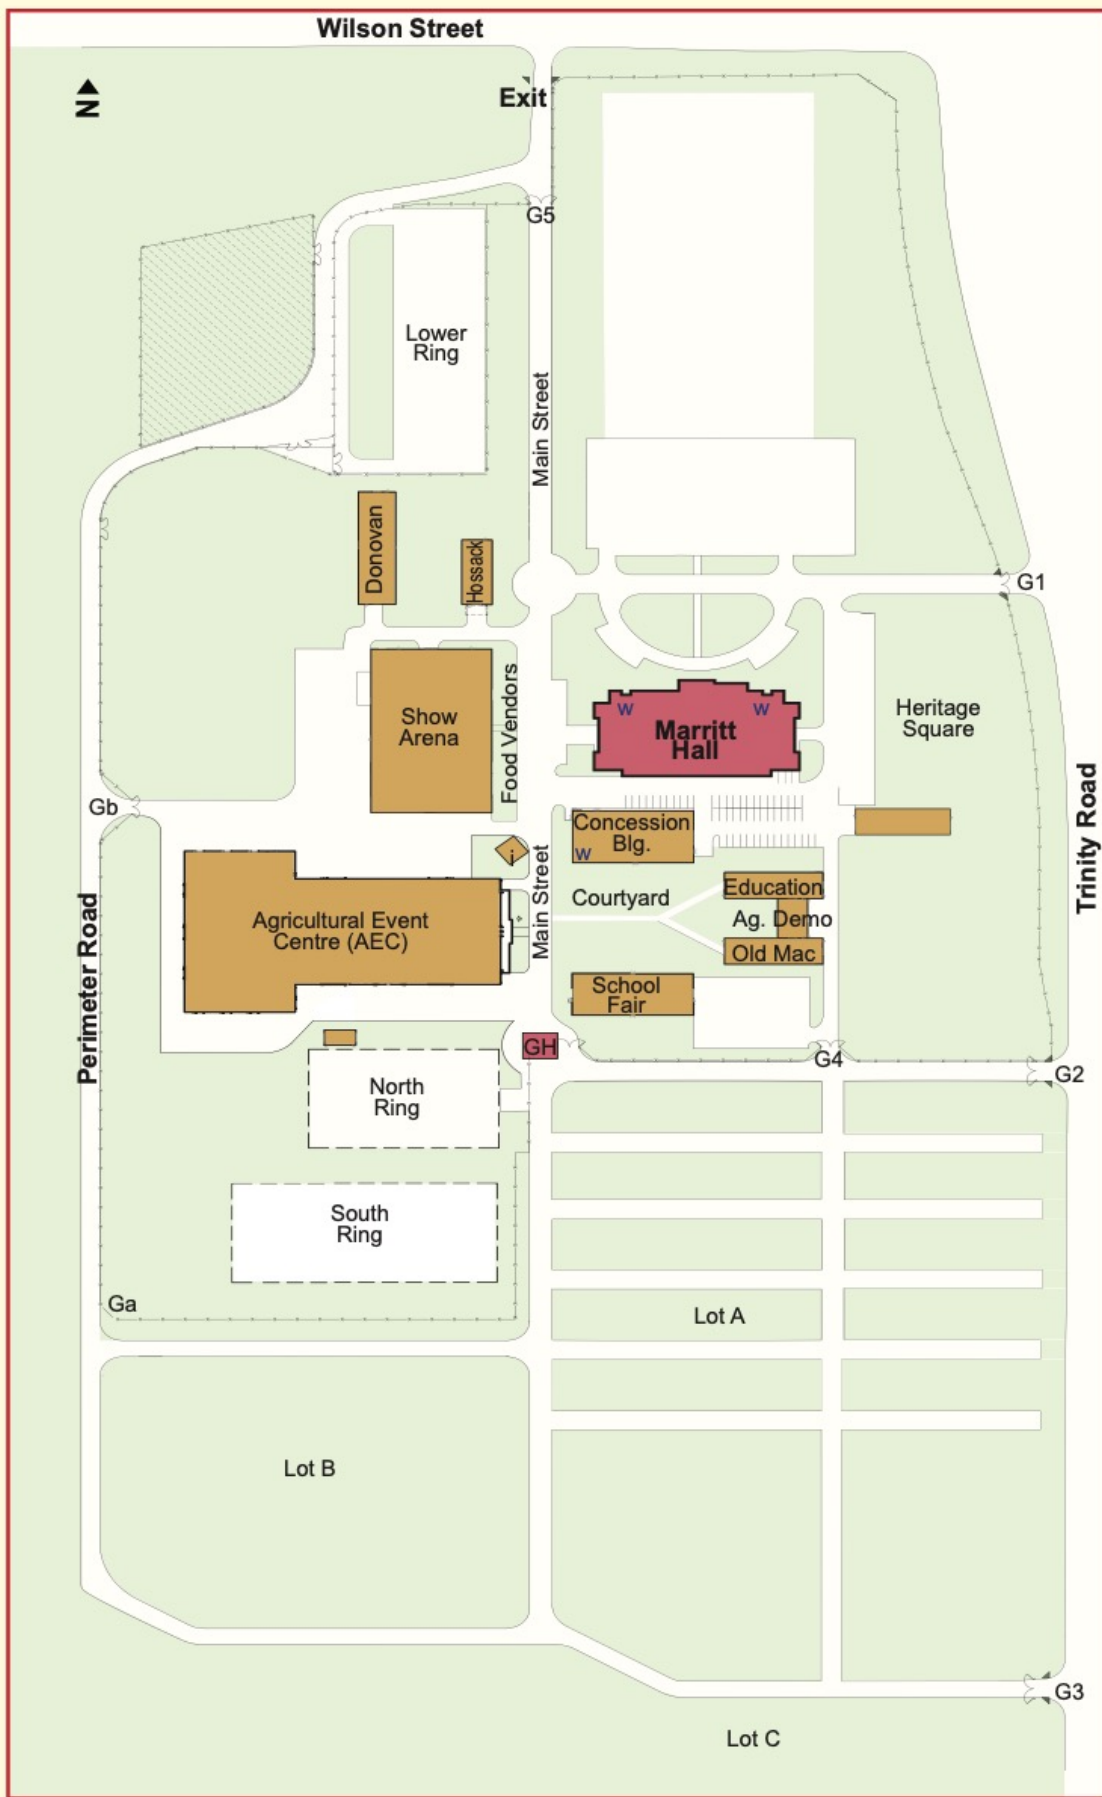 Wilson Street
N
Exit
G5
Lower
Ring
Main Street
Donovan
Hossack
G1
Show
Arena
Food Vendors
W
W
Marritt
Hall
Heritage
Square
Gb
Trinity Road
Concession
Blg.
W
i
Main Street
Courtyard
Education
Ag. Demo
Old Mac
Agricultural Event
Centre (AEC)
Perimeter Road
School
Fair
GH
G4
G2
North
Ring
South
Ring
Ga
Lot A
Lot B
G3
Lot C